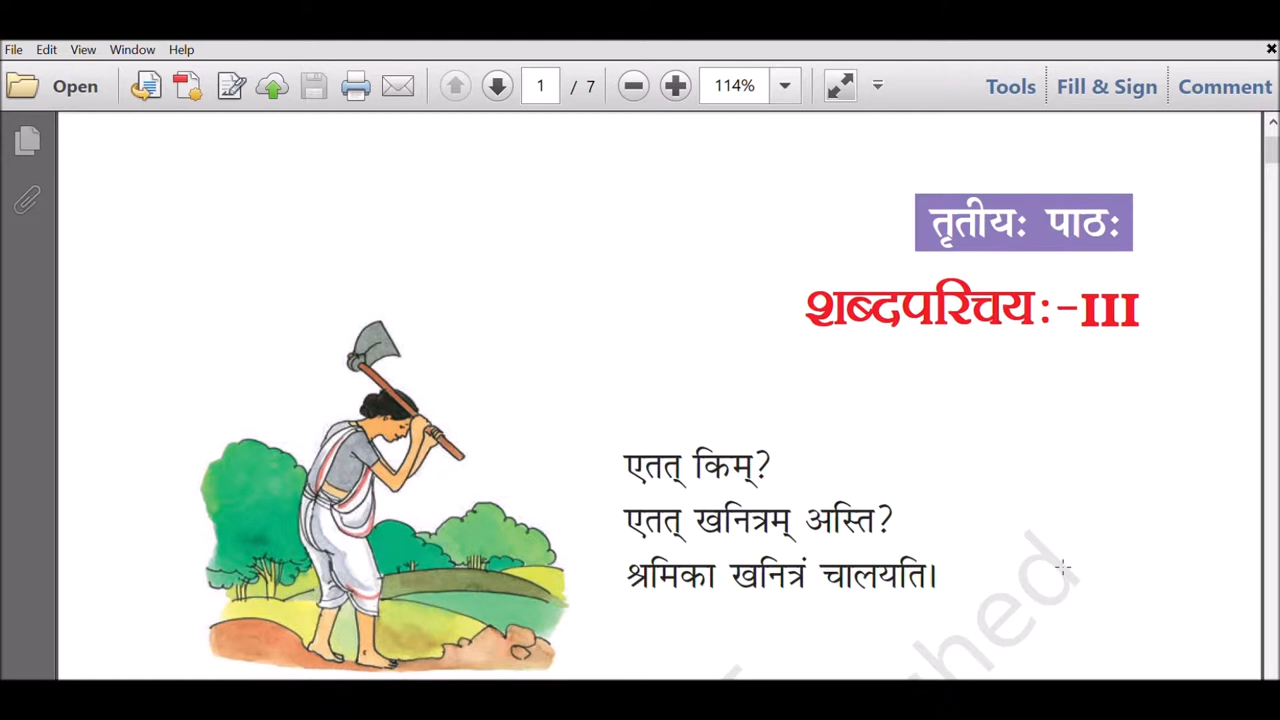 File Edit View Window Help
Open 1 / 7 114% Tools Fill & Sign Comment
तृतीयः पाठः
शब्दपरिचयः-III
एतत् किम्?
एतत् खनित्रम् अस्ति?
श्रमिका खनित्रं चालयति।